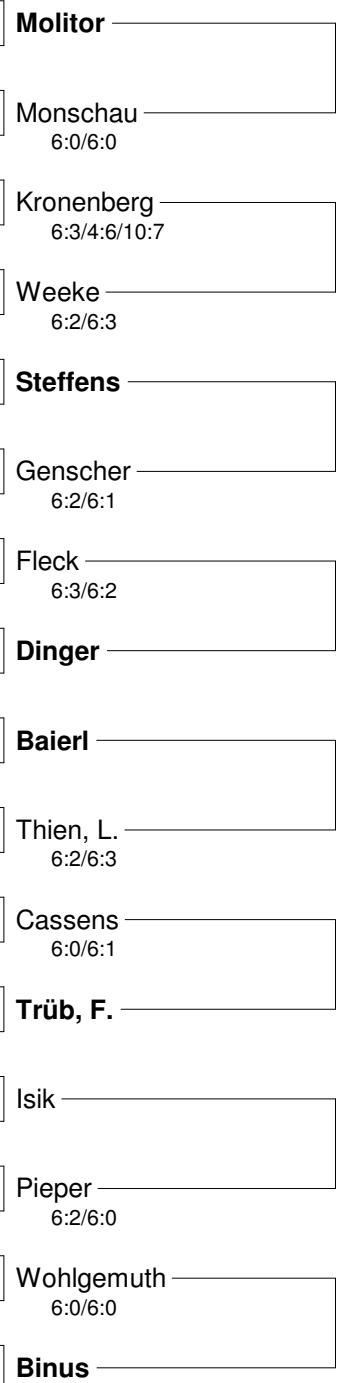 Molitor
Monschau
6:0/6:0
Kronenberg
6:3/4:6/10:7
Weeke
6:2/6:3
Steffens
Genscher
6:2/6:1
Fleck
6:3/6:2
Dinger
Baierl
Thien, L.
6:2/6:3
Cassens
6:0/6:1
Trüb, F.
Isik
Pieper
6:2/6:0
Wohlgemuth
6:0/6:0
Binus